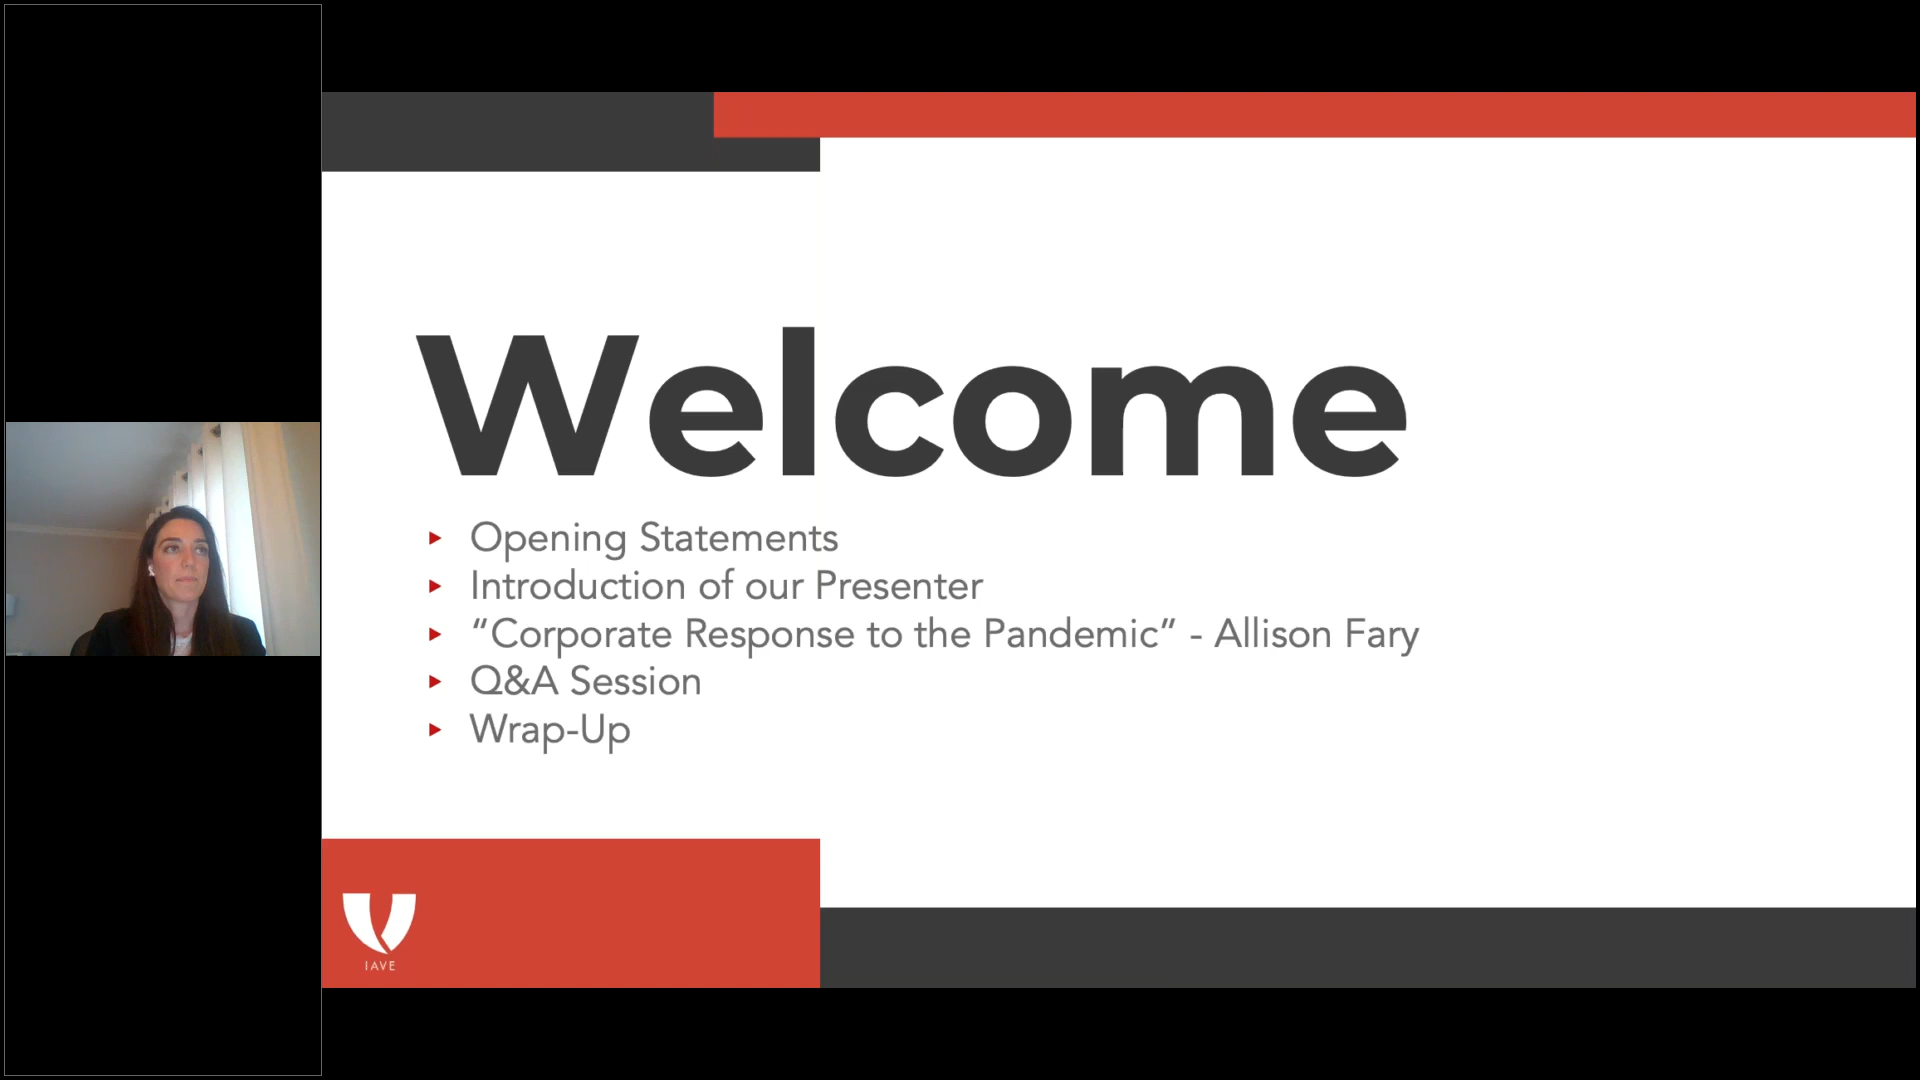 Welcome
Opening Statements
Introduction of our Presenter
“Corporate Response to the Pandemic” - Allison Fary
Q&A Session
Wrap-Up
IAVE